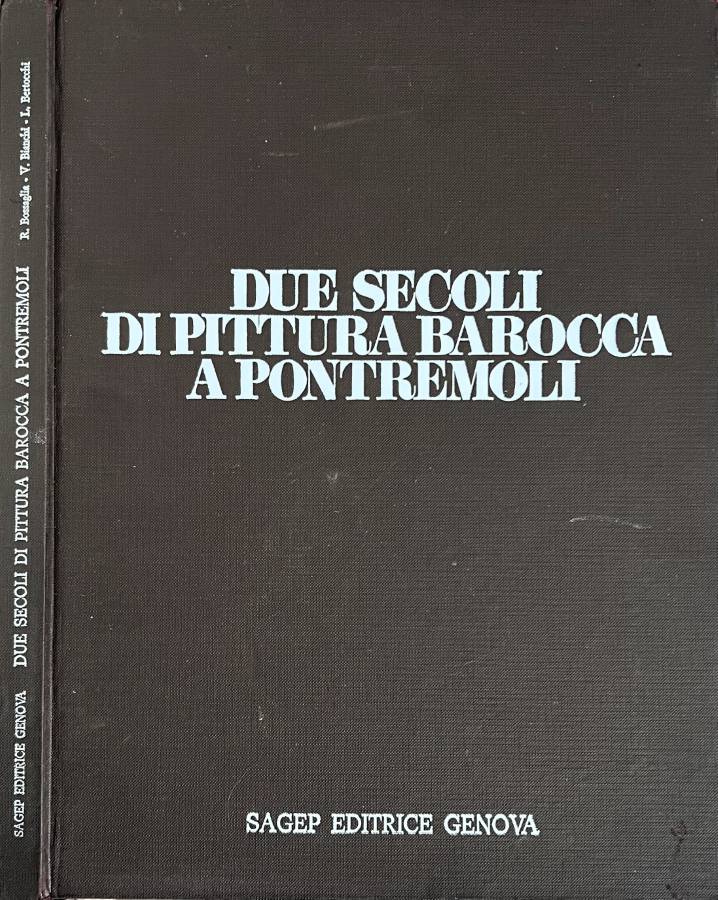 DUE SECOLI
DI PITTURA BAROCCA
A PONTREMOLI
SAGEP EDITRICE GENOVA
SAGEP EDITRICE GENOVA DUE SECOLI DI PITTURA BAROCCA A PONTREMOLI R. Bossaglia - V. Bianchi - L. Bertocchi